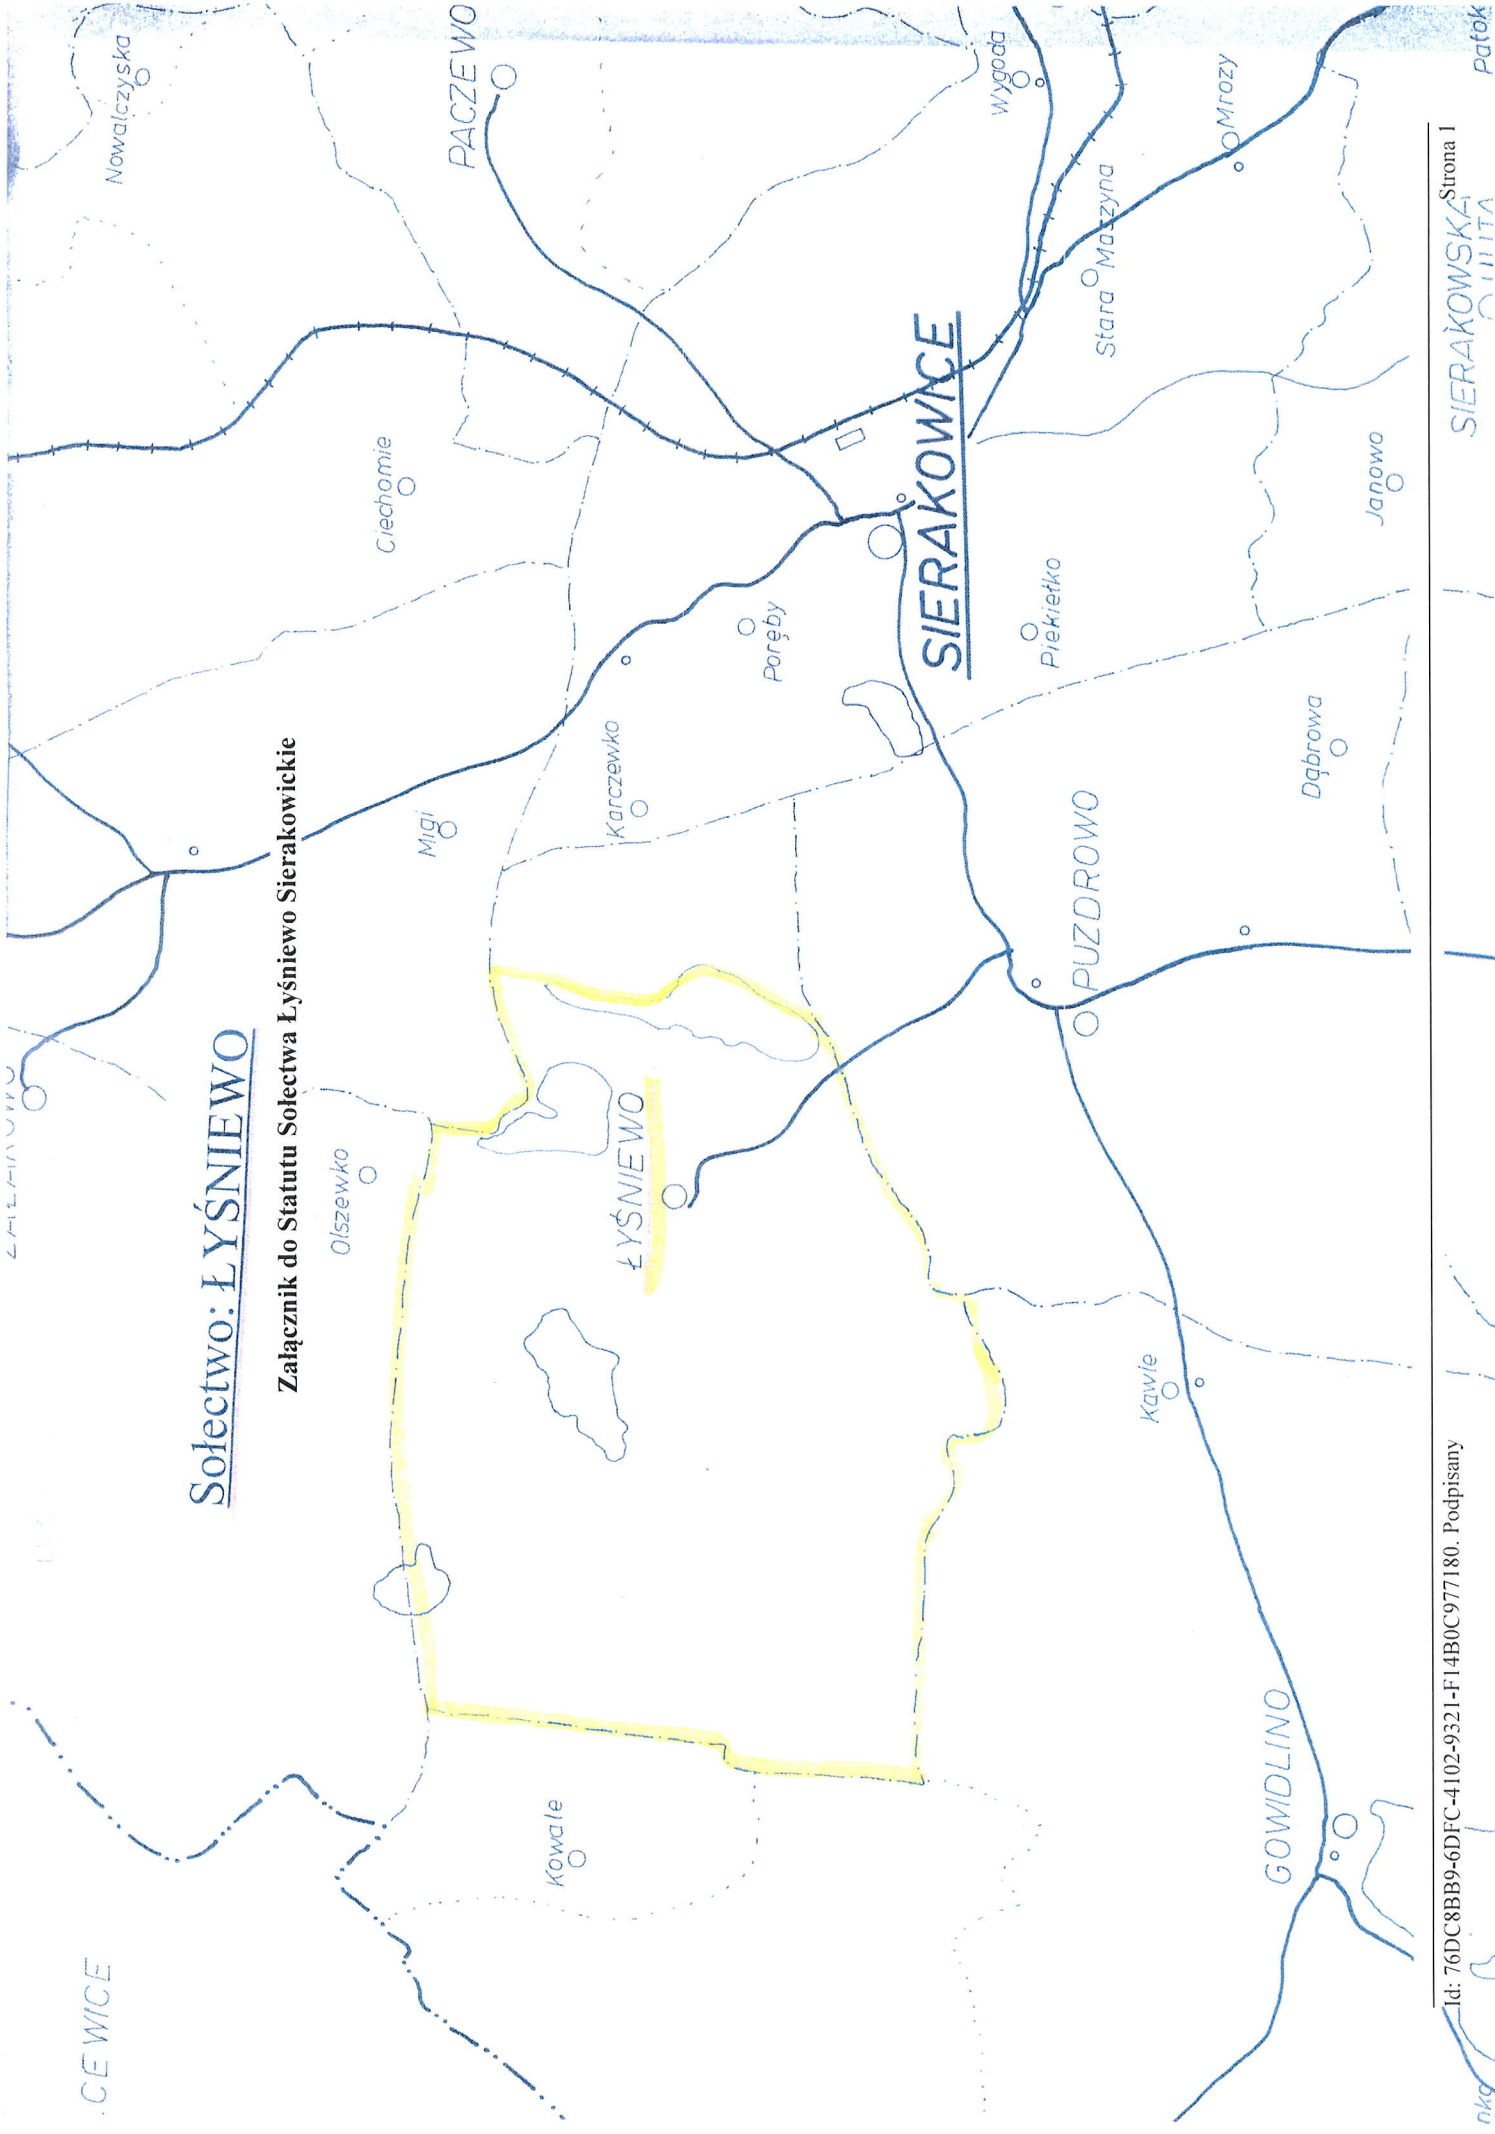 Sołectwo: ŁYŚNIEWO
Załącznik do Statutu Sołectwa Łyśniewo Sierakowickie
CEWICE
Nowalczyska
PACZEWO
Ciechomie
Migi
Olszewko
Kowale
Karczewko
ŁYŚNIEWO
Poręby
SIERAKOWICE
Wygoda
Stara Maszyna
Mrozy
Piekiełko
PUZDROWO
Kawle
Dąbrowa
Janowo
GOWIDLINO
SIERAKOWSKA
HUTA
Patok
Id: 76DC8BB9-6DFC-4102-9321-F14B0C977180. Podpisany
Strona 1